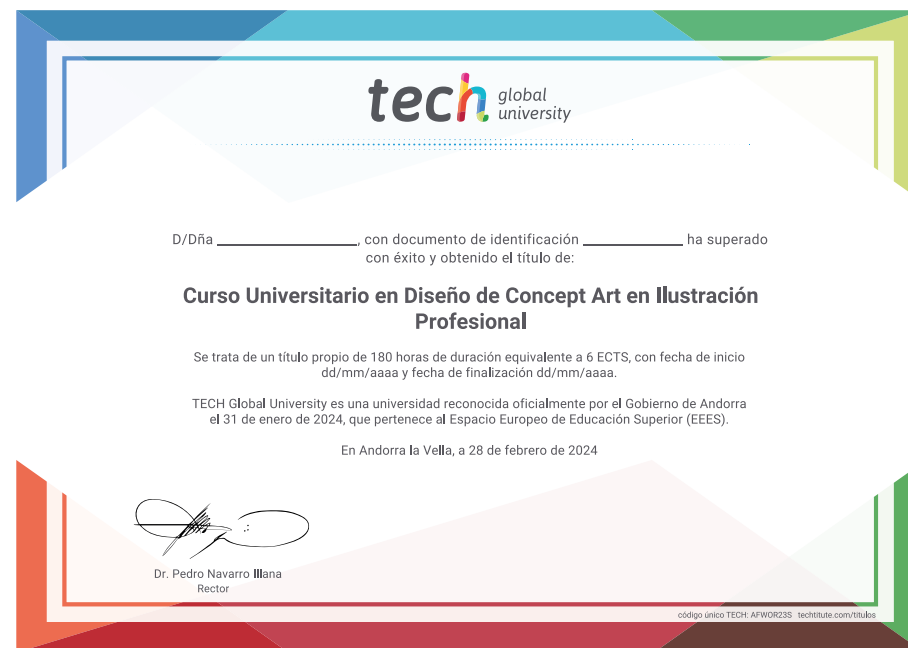 tech global university
D/Dña ____________________, con documento de identificación ______________ ha superado
con éxito y obtenido el título de:
Curso Universitario en Diseño de Concept Art en Ilustración
Profesional
Se trata de un título propio de 180 horas de duración equivalente a 6 ECTS, con fecha de inicio
dd/mm/aaaa y fecha de finalización dd/mm/aaaa.
TECH Global University es una universidad reconocida oficialmente por el Gobierno de Andorra
el 31 de enero de 2024, que pertenece al Espacio Europeo de Educación Superior (EEES).
En Andorra la Vella, a 28 de febrero de 2024
Dr. Pedro Navarro Illana
Rector
código único TECH: AFWOR23S techtitute.com/titulos